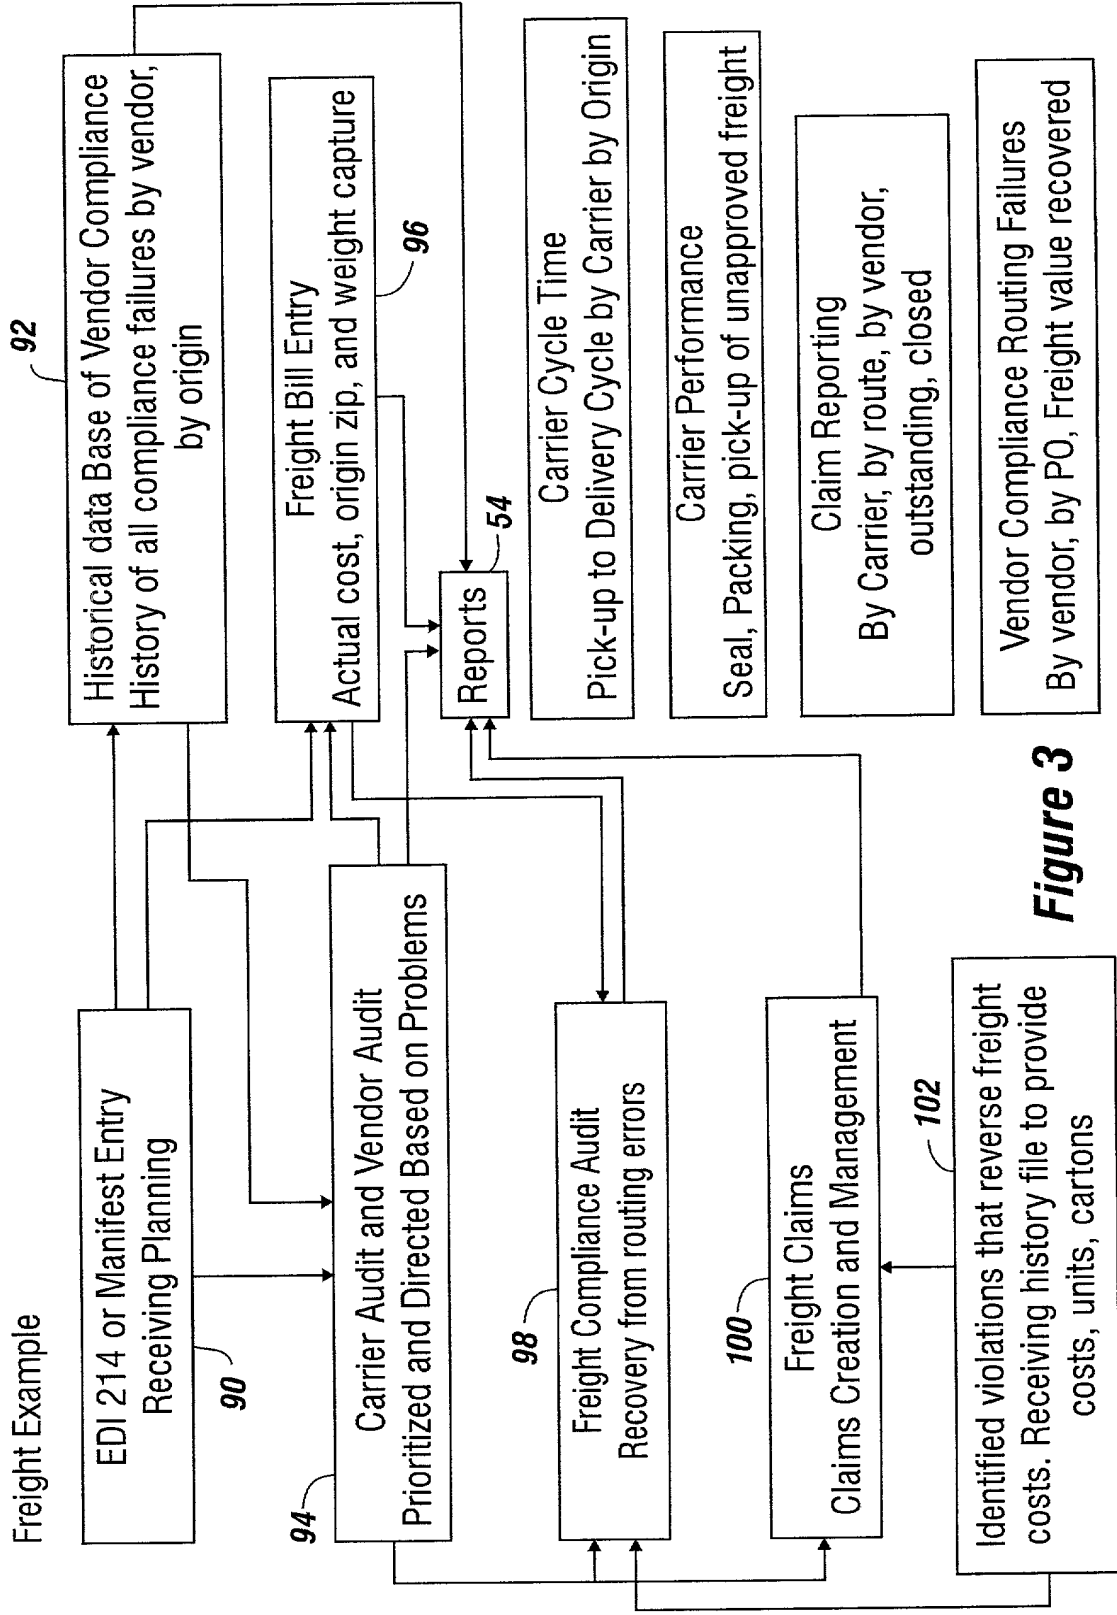 Freight Example
EDI 214 or Manifest Entry
Receiving Planning
90
Historical data Base of Vendor Compliance
History of all compliance failures by vendor,
by origin
92
Carrier Audit and Vendor Audit
Prioritized and Directed Based on Problems
94
Freight Bill Entry
Actual cost, origin zip, and weight capture
96
Reports
54
Freight Compliance Audit
Recovery from routing errors
98
Freight Claims
Claims Creation and Management
100
Identified violations that reverse freight
costs. Receiving history file to provide
costs, units, cartons
102
Carrier Cycle Time
Pick-up to Delivery Cycle by Carrier by Origin
Carrier Performance
Seal, Packing, pick-up of unapproved freight
Claim Reporting
By Carrier, by route, by vendor,
outstanding, closed
Vendor Compliance Routing Failures
By vendor, by PO, Freight value recovered
Figure 3